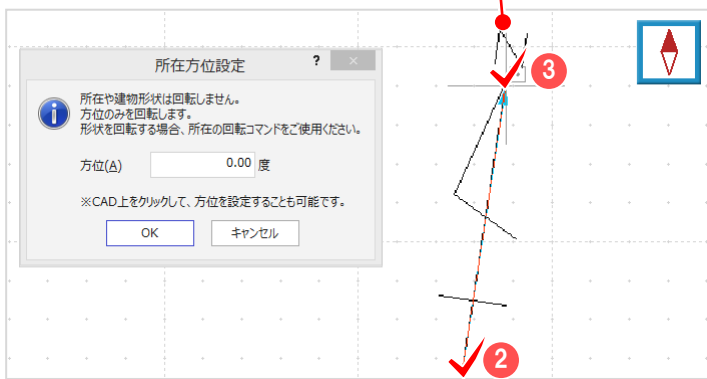 所在方位設定
?
×
所在や建物形状は回転しません。
方位のみを回転します。
形状を回転する場合、所在の回転コマンドをご使用ください。
方位(A) 0.00 度
※CADとをクリックして、方位を設定することも可能です。
OK キャンセル
3
2